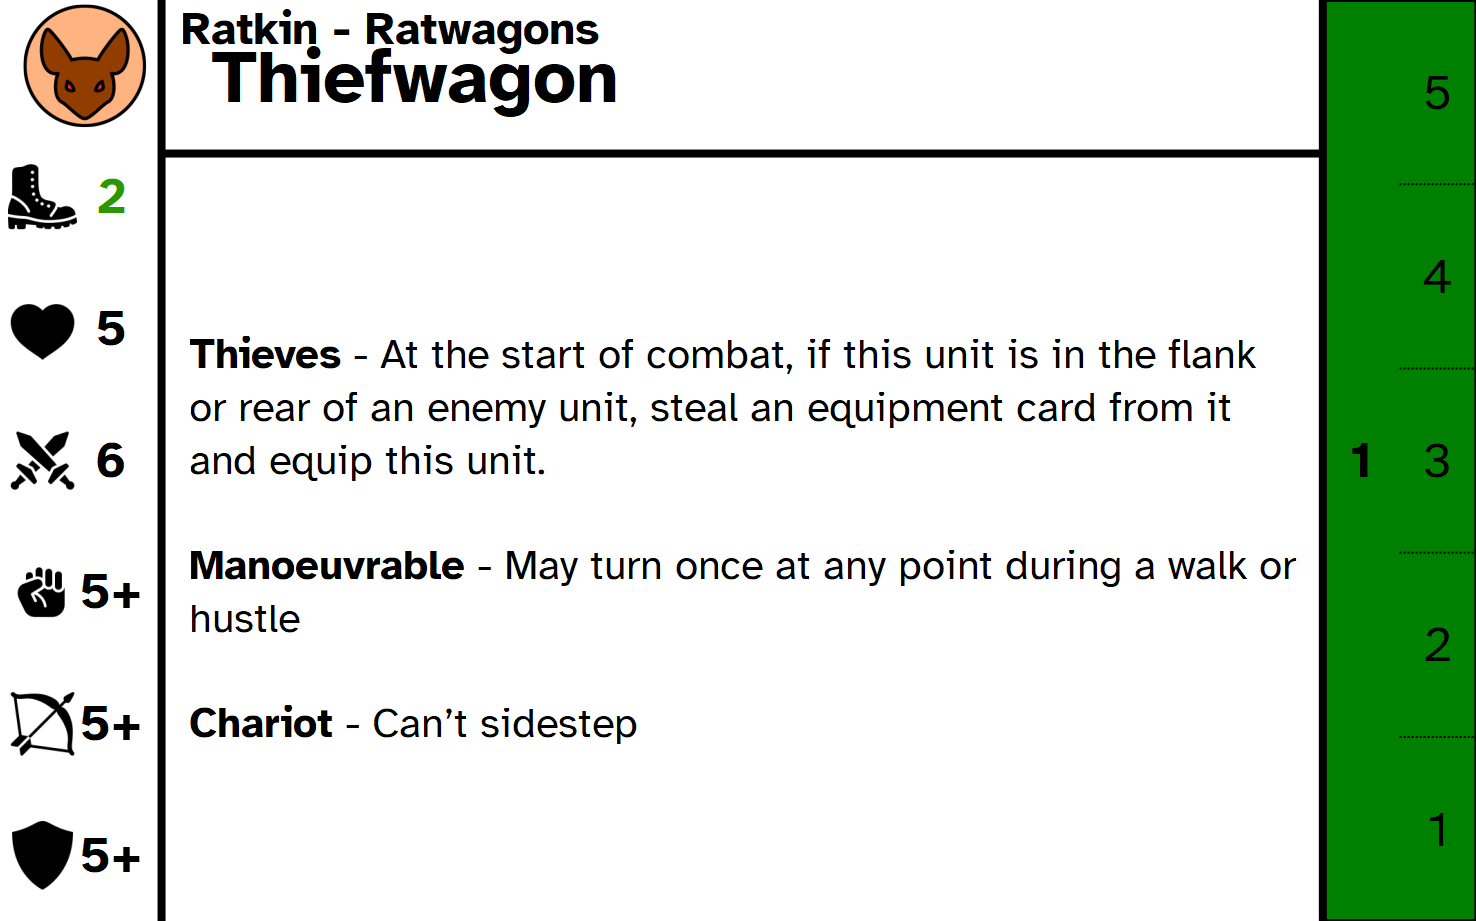 Ratkin - Ratwagons
Thiefwagon
2
5
6
5+
5+
5+
Thieves - At the start of combat, if this unit is in the flank
or rear of an enemy unit, steal an equipment card from it
and equip this unit.
Manoeuvrable - May turn once at any point during a walk or
hustle
Chariot - Can’t sidestep
5
4
1 3
2
1